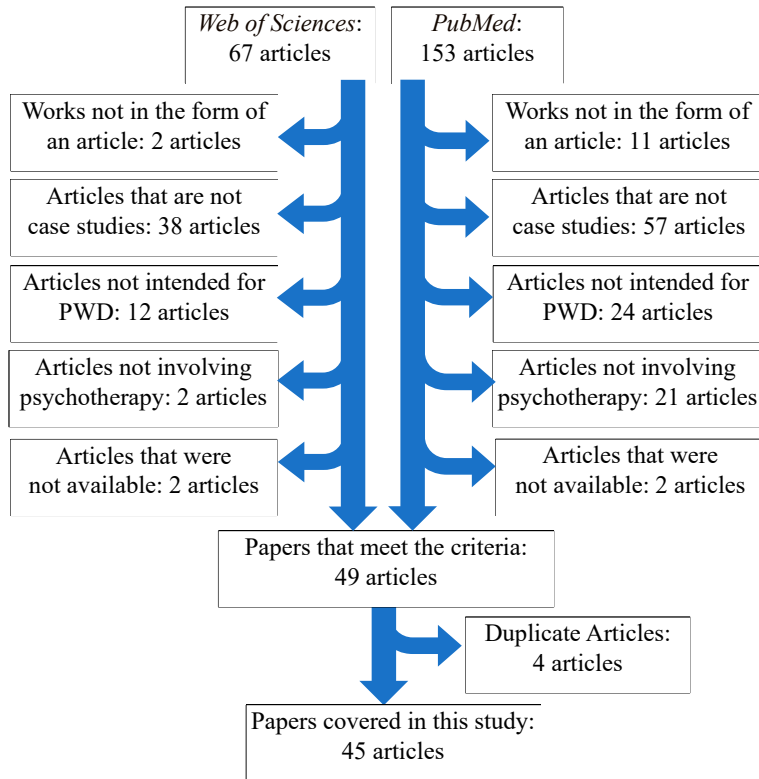 Web of Sciences:
67 articles
PubMed:
153 articles
Works not in the form of
an article: 2 articles
Works not in the form of
an article: 11 articles
Articles that are not
case studies: 38 articles
Articles that are not
case studies: 57 articles
Articles not intended for
PWD: 12 articles
Articles not intended for
PWD: 24 articles
Articles not involving
psychotherapy: 2 articles
Articles not involving
psychotherapy: 21 articles
Articles that were
not available: 2 articles
Articles that were
not available: 2 articles
Papers that meet the criteria:
49 articles
Duplicate Articles:
4 articles
Papers covered in this study:
45 articles